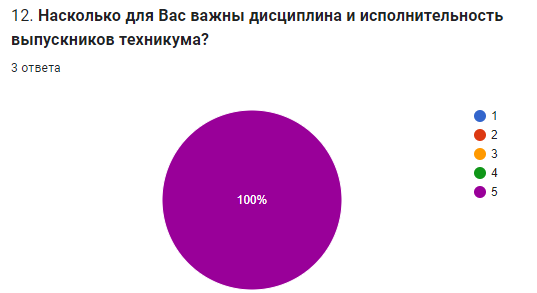 12. Насколько для Вас важны дисциплина и исполнительность
выпускников техникума?
3 ответа
100%
1
2
3
4
5